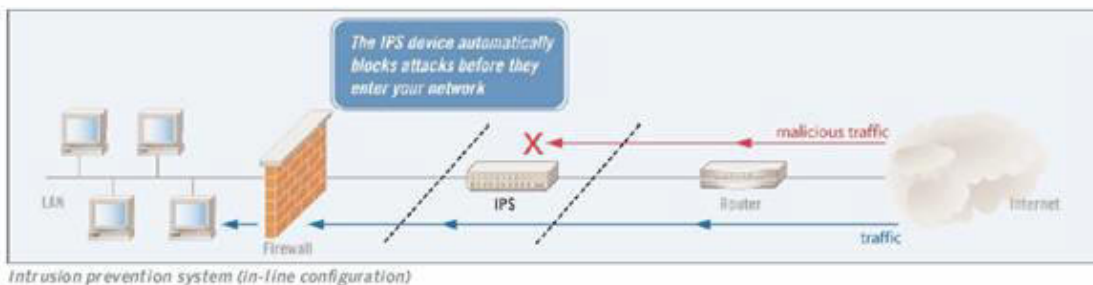 The IPS device automatically
blocks attacks before they
enter your network
X
malicious traffic
LAN
IPS
Router
Internet
Firewall
traffic
Intrusion prevention system (in-line configuration)